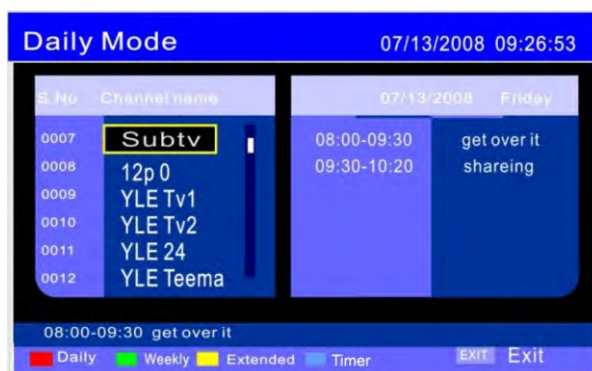 Daily Mode 07/13/2008 09:26:53
S.No Channel name
07/13/2008 Friday
0007 Subtv
0008 12p 0
0009 YLE Tv1
0010 YLE Tv2
0011 YLE 24
0012 YLE Teema
08:00-09:30 get over it
09:30-10:20 shareing
08:00-09:30 get over it
Daily Weekly Extended Timer EXIT Exit